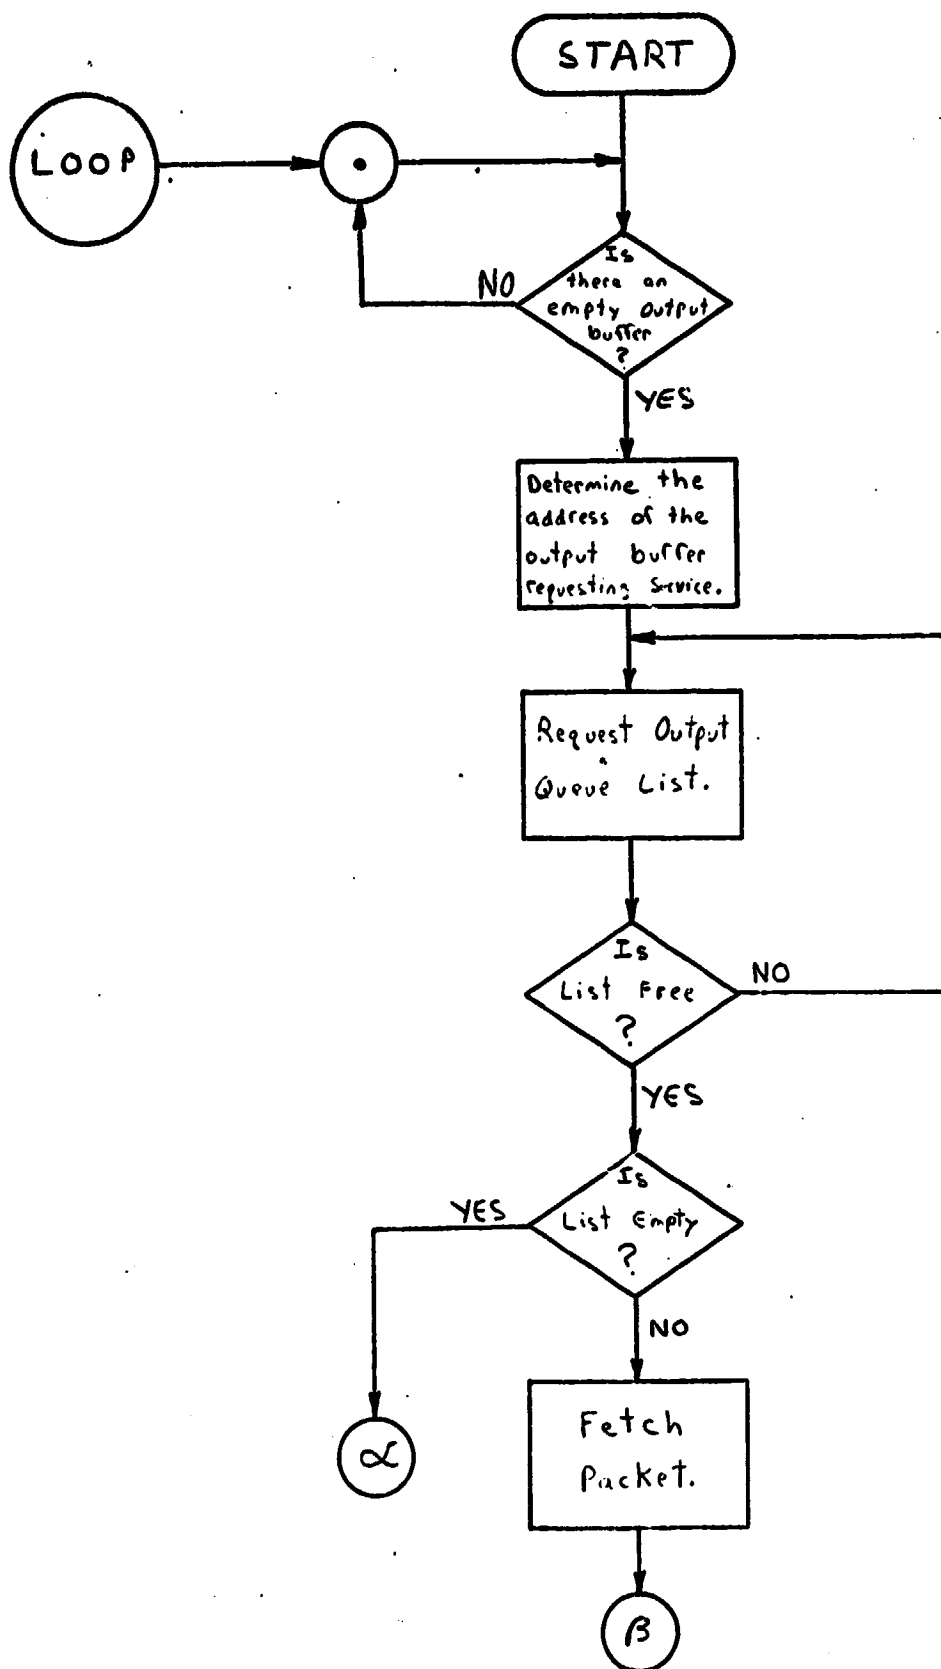 START
LOOP
Is
there an
empty output
buffer
?
NO
YES
Determine the
address of the
output buffer
requesting Service.
Request Output
Queue List.
Is
List Free
?
NO
YES
Is
List Empty
?
YES
NO
Fetch
Packet.
α
β